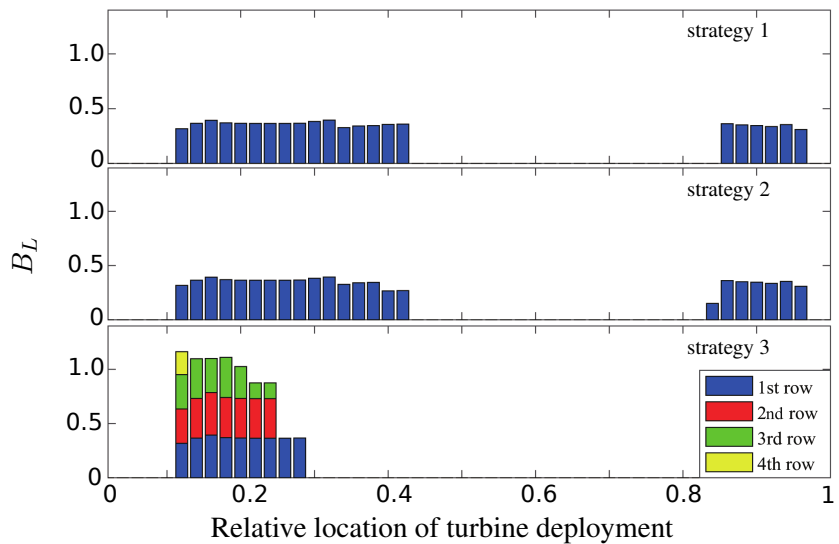 strategy 1
1.0
0.5
0
strategy 2
1.0
0.5
0
B_L
strategy 3
1.0
0.5
0
1st row
2nd row
3rd row
4th row
0 0.2 0.4 0.6 0.8 1
Relative location of turbine deployment